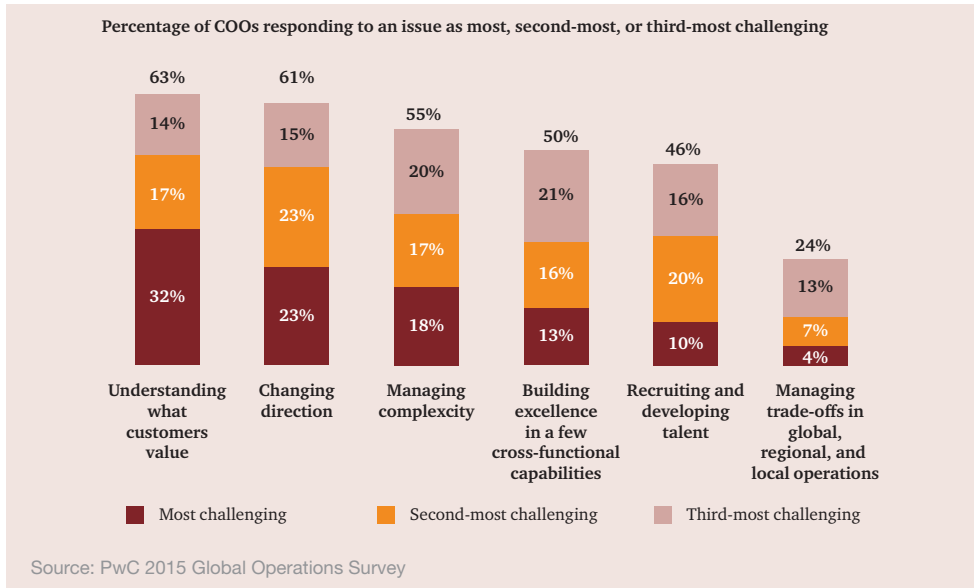 Percentage of COOs responding to an issue as most, second-most, or third-most challenging
63%
14%
17%
32%
61%
15%
23%
23%
55%
20%
17%
18%
50%
21%
16%
13%
46%
16%
20%
10%
24%
13%
7%
4%
Understanding
what
customers
value
Changing
direction
Managing
complexcity
Building
excellence
in a few
cross-functional
capabilities
Recruiting and
developing
talent
Managing
trade-offs in
global,
regional, and
local operations
Most challenging
Second-most challenging
Third-most challenging
Source: PwC 2015 Global Operations Survey